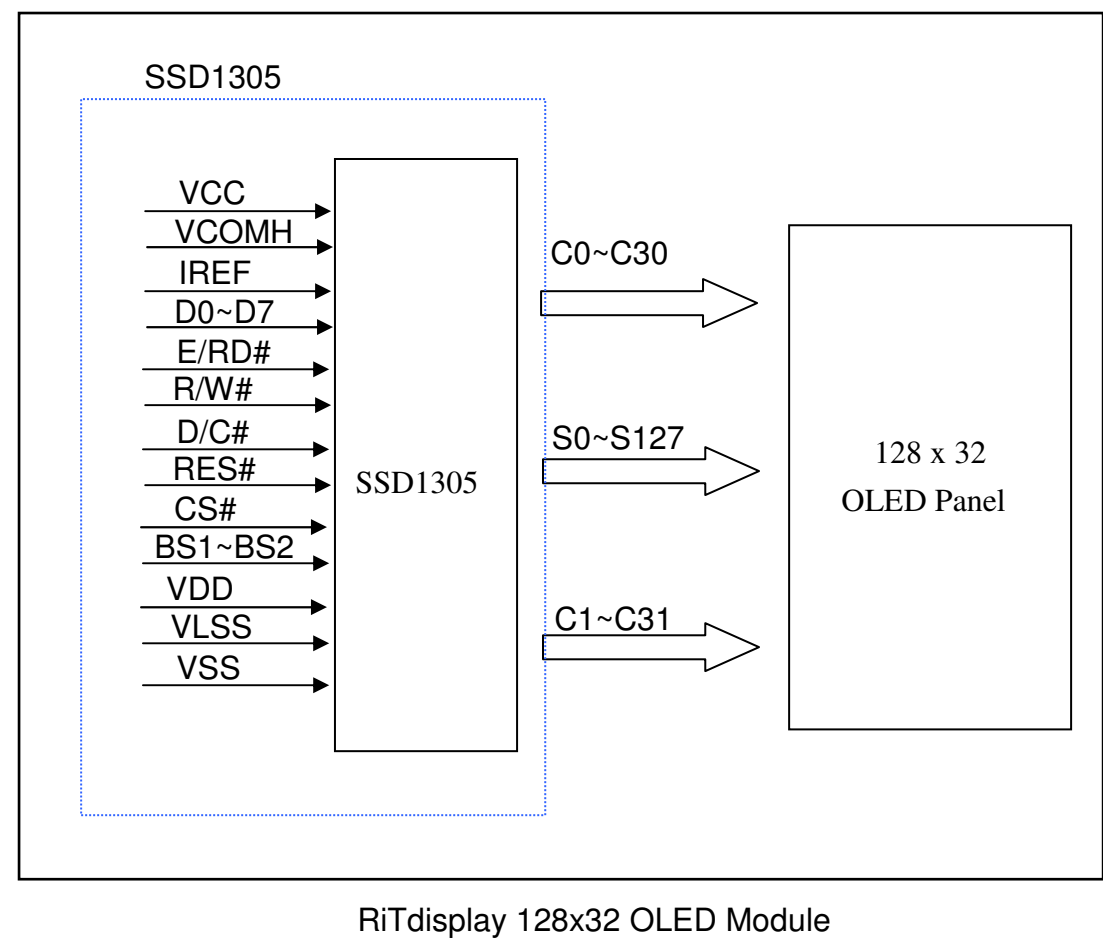 SSD1305
VCC
VCOMH
IREF
D0~D7
E/RD#
R/W#
D/C#
RES#
CS#
BS1~BS2
VDD
VLSS
VSS
SSD1305
C0~C30
S0~S127
C1~C31
128 x 32
OLED Panel
RiTdisplay 128x32 OLED Module